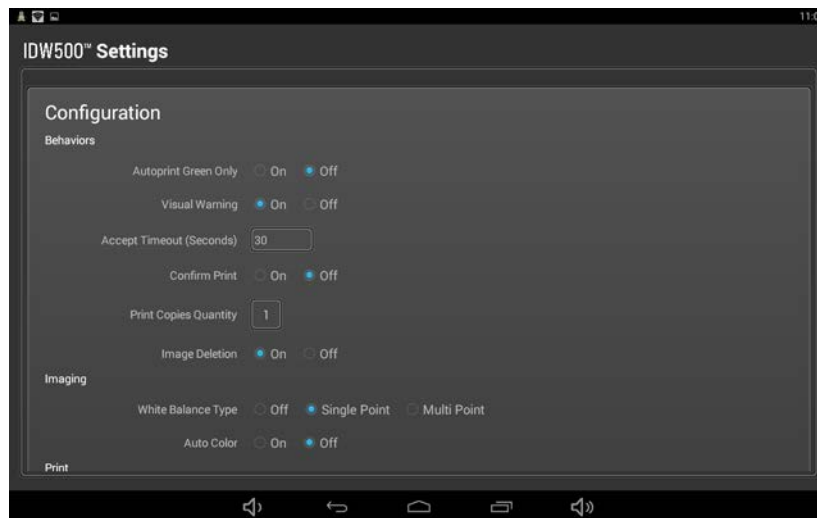 11:0
IDW500™ Settings
Configuration
Behaviors
Autoprint Green Only On Off
Visual Warning On Off
Accept Timeout (Seconds) 30
Confirm Print On Off
Print Copies Quantity 1
Image Deletion On Off
Imaging
White Balance Type Off Single Point Multi Point
Auto Color On Off
Print